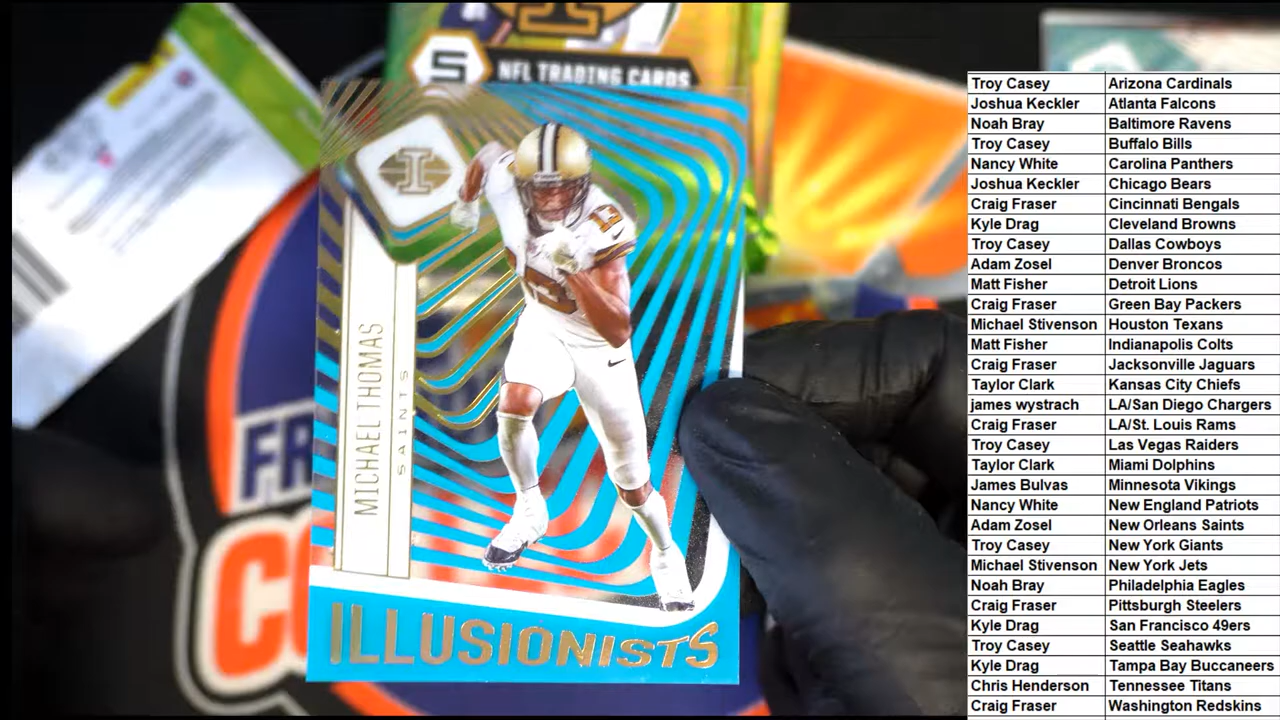 5 NFL TRADING CARDS
I
13
13
MICHAEL THOMAS
SAINTS
ILLUSIONISTS
FR
CO
Troy Casey Arizona Cardinals
Joshua Keckler Atlanta Falcons
Noah Bray Baltimore Ravens
Troy Casey Buffalo Bills
Nancy White Carolina Panthers
Joshua Keckler Chicago Bears
Craig Fraser Cincinnati Bengals
Kyle Drag Cleveland Browns
Troy Casey Dallas Cowboys
Adam Zosel Denver Broncos
Matt Fisher Detroit Lions
Craig Fraser Green Bay Packers
Michael Stivenson Houston Texans
Matt Fisher Indianapolis Colts
Craig Fraser Jacksonville Jaguars
Taylor Clark Kansas City Chiefs
james wystrach LA/San Diego Chargers
Craig Fraser LA/St. Louis Rams
Troy Casey Las Vegas Raiders
Taylor Clark Miami Dolphins
James Bulvas Minnesota Vikings
Nancy White New England Patriots
Adam Zosel New Orleans Saints
Troy Casey New York Giants
Michael Stivenson New York Jets
Noah Bray Philadelphia Eagles
Craig Fraser Pittsburgh Steelers
Kyle Drag San Francisco 49ers
Troy Casey Seattle Seahawks
Kyle Drag Tampa Bay Buccaneers
Chris Henderson Tennessee Titans
Craig Fraser Washington Redskins